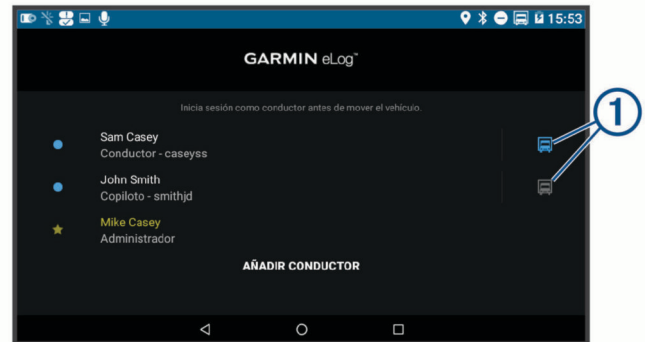 15:53
GARMIN eLog™
Inicia sesión como conductor antes de mover el vehículo.
Sam Casey
Conductor - caseyss
John Smith
Copiloto - smithjd
Mike Casey
Administrador
AÑADIR CONDUCTOR
1